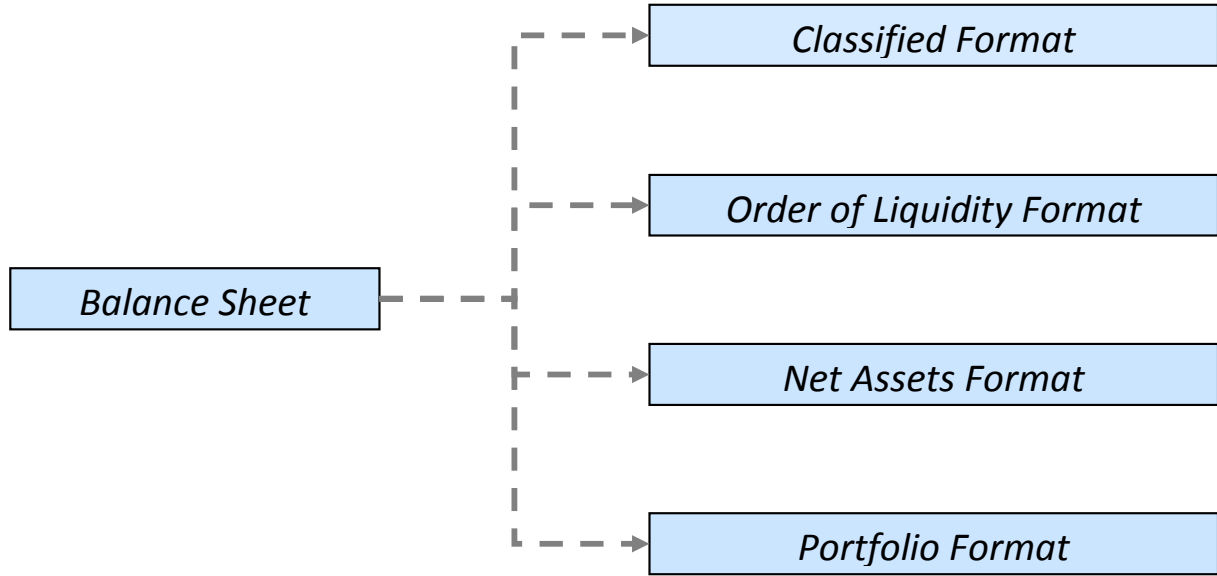 Classified Format
Order of Liquidity Format
Balance Sheet
Net Assets Format
Portfolio Format